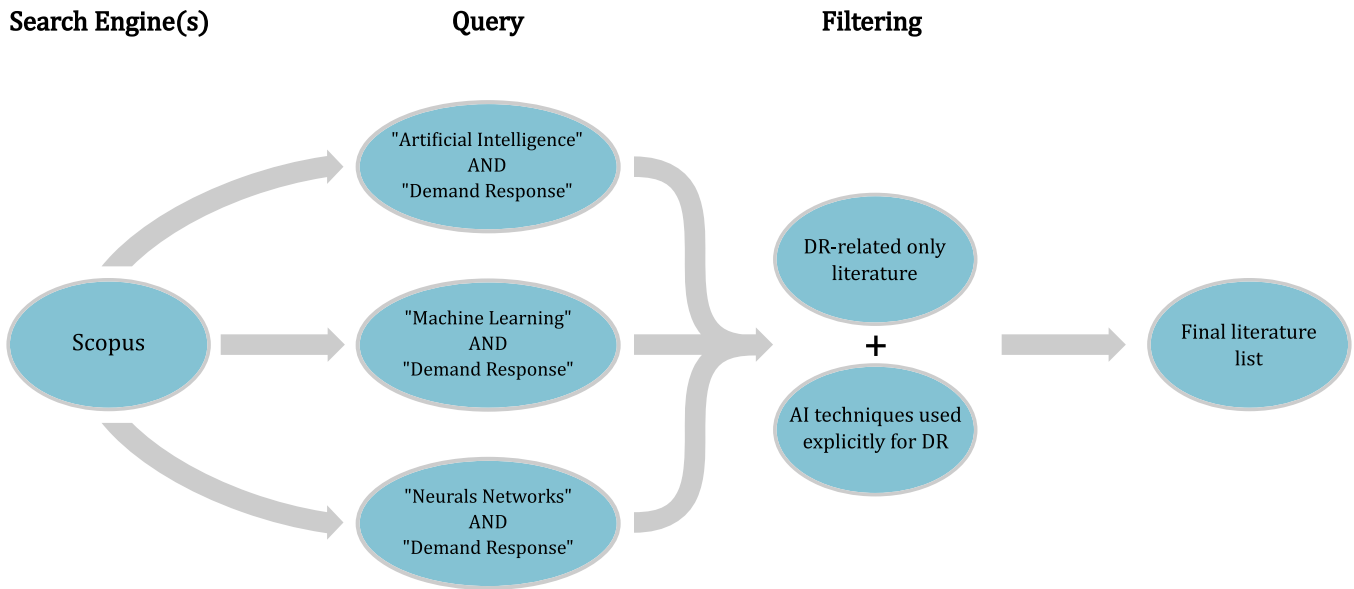 Search Engine(s)
Query
Filtering
"Artificial Intelligence"
AND
"Demand Response"
Scopus
"Machine Learning"
AND
"Demand Response"
"Neurals Networks"
AND
"Demand Response"
DR-related only
literature
+
AI techniques used
explicitly for DR
Final literature
list